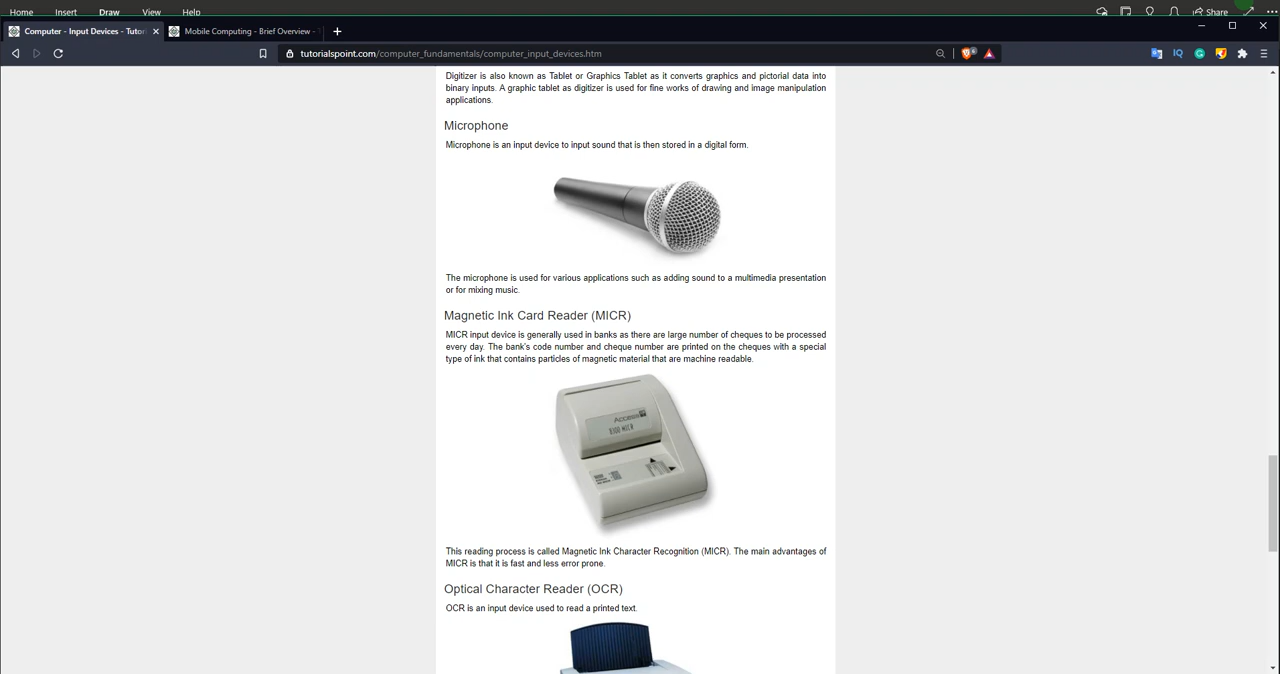 Home Insert Draw View Help Share
Computer - Input Devices - Tutori Mobile Computing - Brief Overview -
tutorialspoint.com/computer_fundamentals/computer_input_devices.htm
Digitizer is also known as Tablet or Graphics Tablet as it converts graphics and pictorial data into
binary inputs. A graphic tablet as digitizer is used for fine works of drawing and image manipulation
applications.
Microphone
Microphone is an input device to input sound that is then stored in a digital form.
The microphone is used for various applications such as adding sound to a multimedia presentation
or for mixing music.
Magnetic Ink Card Reader (MICR)
MICR input device is generally used in banks as there are large number of cheques to be processed
every day. The bank's code number and cheque number are printed on the cheques with a special
type of ink that contains particles of magnetic material that are machine readable.
Access
MICR
This reading process is called Magnetic Ink Character Recognition (MICR). The main advantages of
MICR is that it is fast and less error prone.
Optical Character Reader (OCR)
OCR is an input device used to read a printed text.